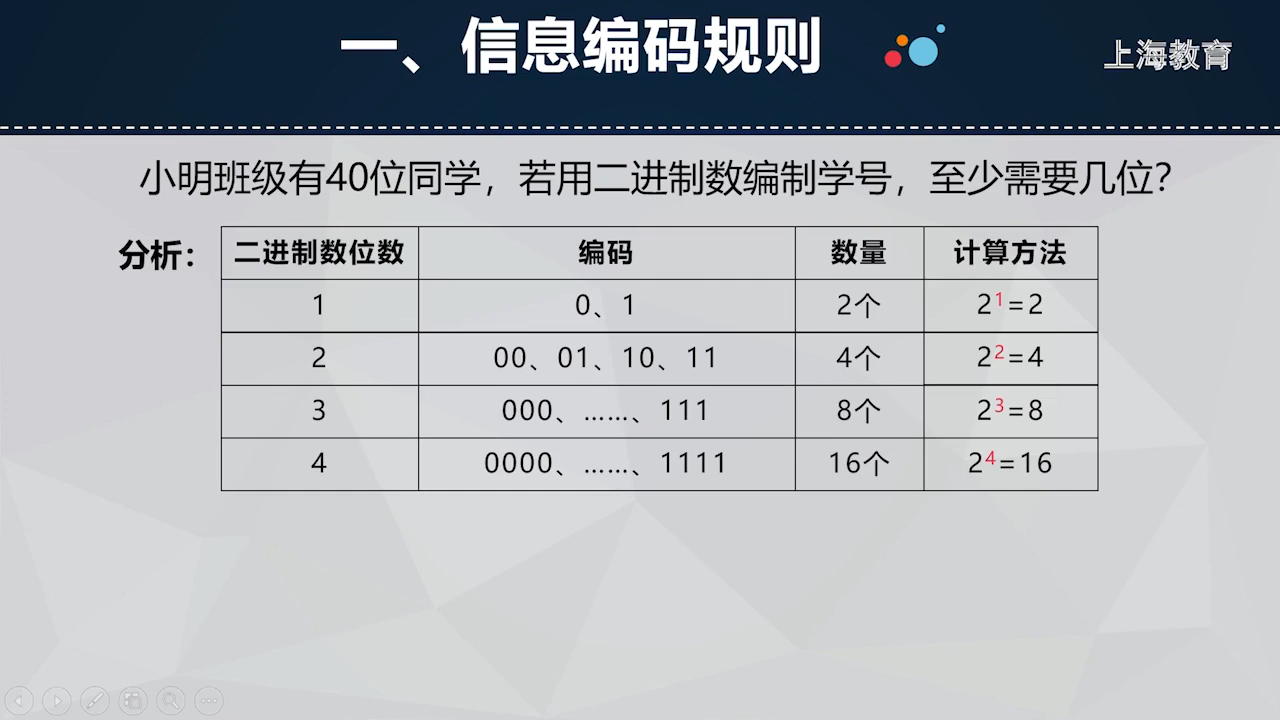 一、信息编码规则
上海教育
小明班级有40位同学，若用二进制数编制学号，至少需要几位？
分析：
二进制数位数 编码 数量 计算方法
1 0、1 2个 2¹=2
2 00、01、10、11 4个 2²=4
3 000、……、111 8个 2³=8
4 0000、……、1111 16个 2⁴=16